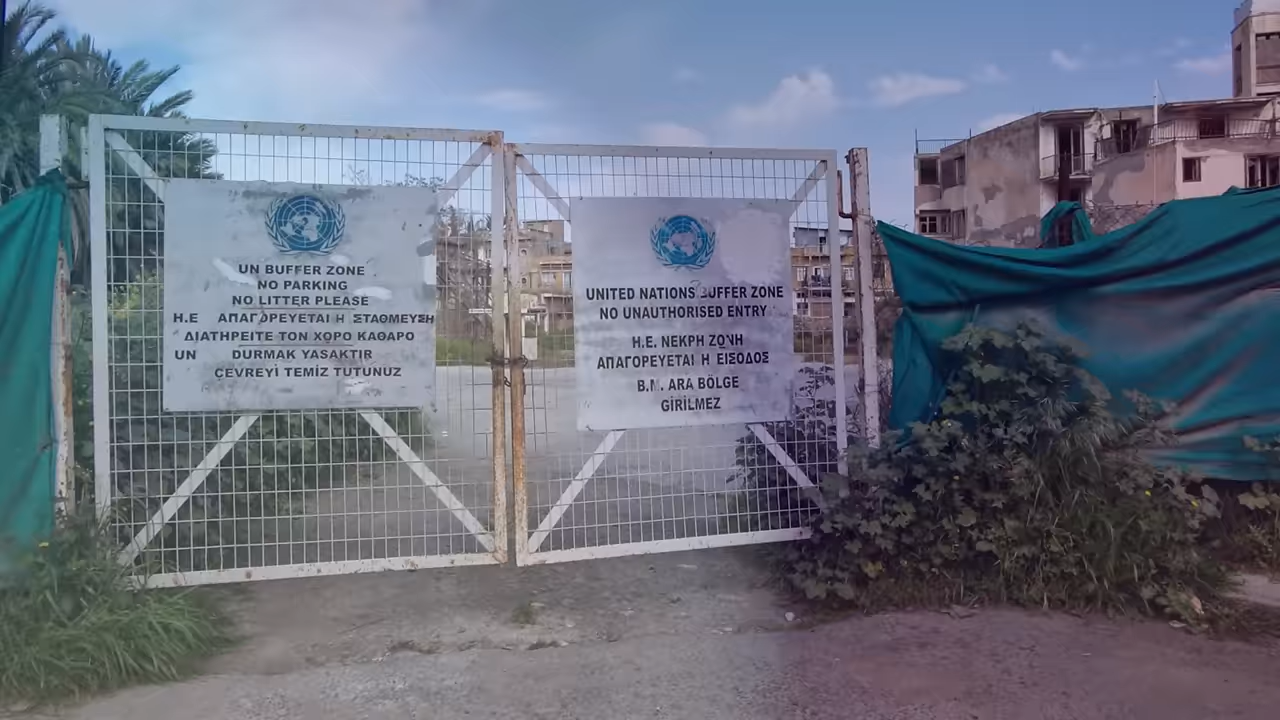 UN BUFFER ZONE
NO PARKING
NO LITTER PLEASE
Η.Ε ΑΠΑΓΟΡΕΥΕΤΑΙ Η ΣΤΑΘΜΕΥΣΗ
ΔΙΑΤΗΡΕΙΤΕ ΤΟΝ ΧΩΡΟ ΚΑΘΑΡΟ
UN DURMAK YASAKTIR
ÇEVREYİ TEMİZ TUTUNUZ
UNITED NATIONS BUFFER ZONE
NO UNAUTHORISED ENTRY
Η.Ε. ΝΕΚΡΗ ΖΩΝΗ
ΑΠΑΓΟΡΕΥΕΤΑΙ Η ΕΙΣΟΔΟΣ
B.M. ARA BÖLGE
GİRİLMEZ